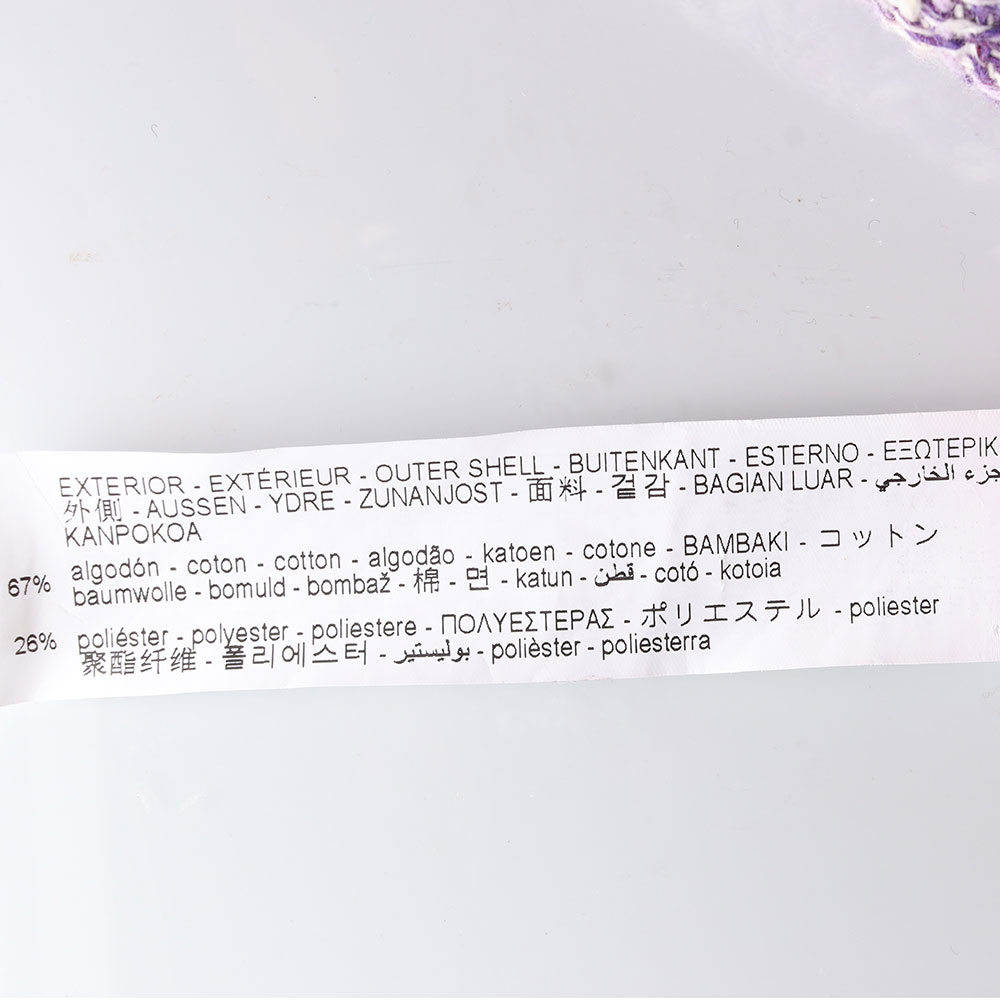 EXTERIOR - EXTÉRIEUR - OUTER SHELL - BUITENKANT - ESTERNO - ΕΞΩΤΕΡΙΚ
外側 - AUSSEN - YDRE - ZUNANJOST - 面料 - 겉감 - BAGIAN LUAR - جزء الخارجي
KANPOKOA
67% algodón - coton - cotton - algodão - katoen - cotone - BAMBAKI - コットン
baumwolle - bomuld - bombaž - 棉 - 면 - katun - قطن - cotó - kotoia
26% poliéster - polyester - poliestere - ΠΟΛΥΕΣΤΕΡΑΣ - ポリエステル - poliester
聚酯纤维 - 폴리에스터 - بوليستير - polièster - poliesterra